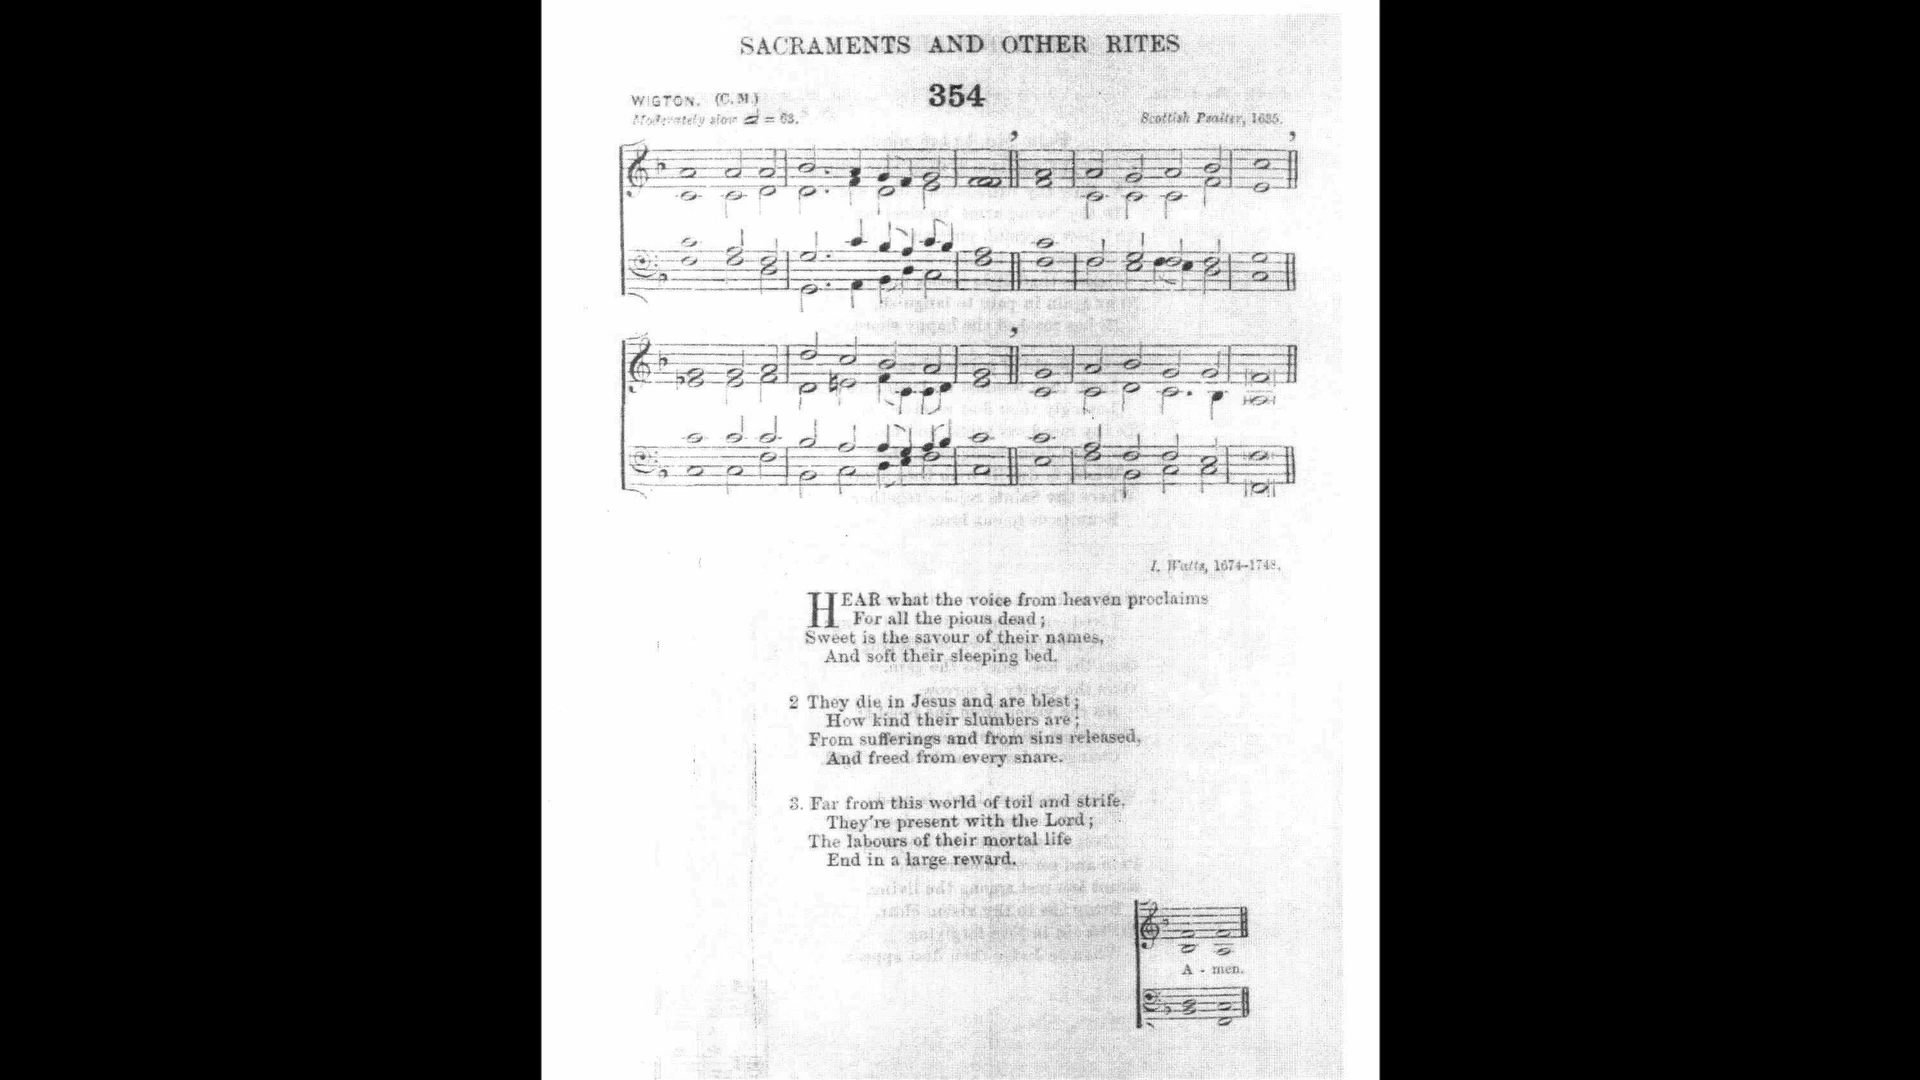 SACRAMENTS AND OTHER RITES
354
WIGTON. (C. M.)
Moderately slow = 63.
Scottish Psalter, 1635.
I. Watts, 1674–1748.
HEAR what the voice from heaven proclaims
For all the pious dead;
Sweet is the savour of their names,
And soft their sleeping bed.
2 They die in Jesus and are blest;
How kind their slumbers are;
From sufferings and from sins released,
And freed from every snare.
3. Far from this world of toil and strife,
They're present with the Lord;
The labours of their mortal life
End in a large reward.
A - men.